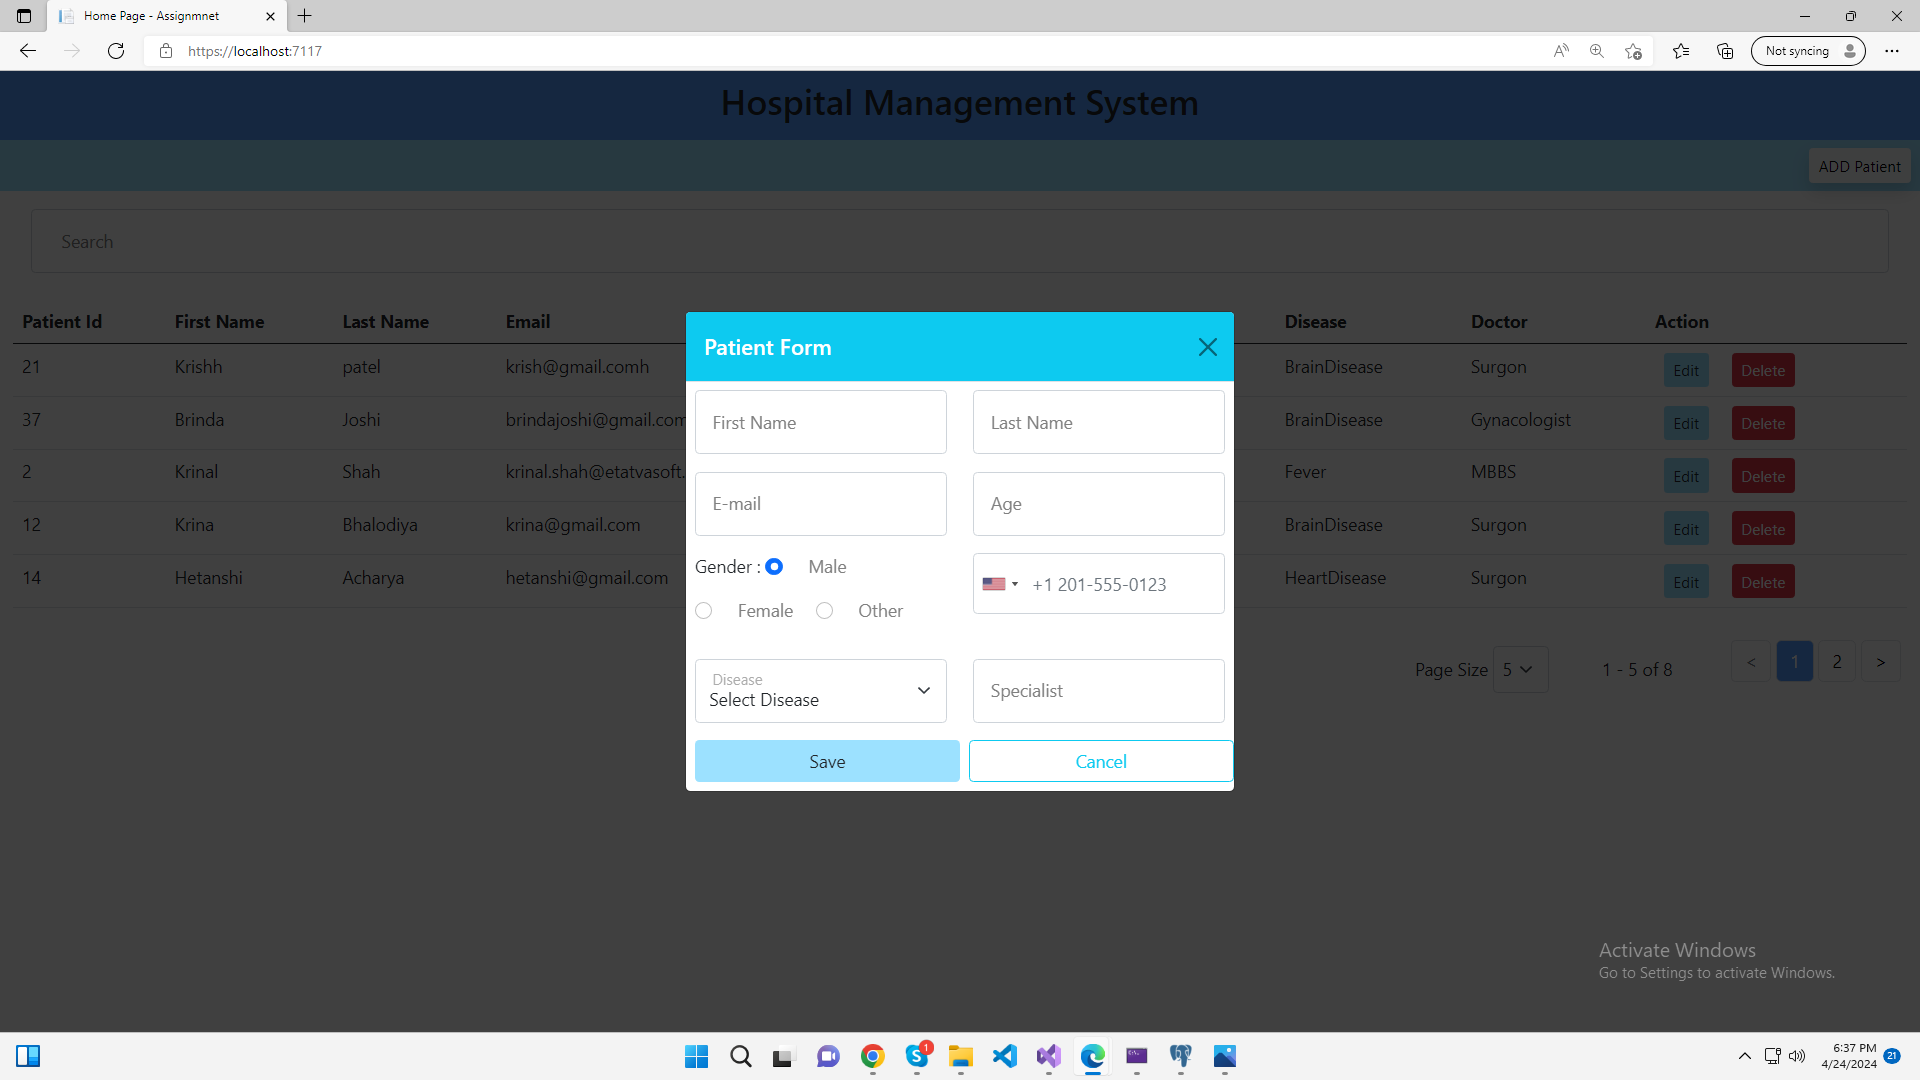 Home Page - Assignmnet
https://localhost:7117
Not syncing
Hospital Management System
ADD Patient
Search
Patient Id First Name Last Name Email Disease Doctor Action
21 Krishh patel krish@gmail.comh BrainDisease Surgon Edit Delete
37 Brinda Joshi brindajoshi@gmail.com BrainDisease Gynacologist Edit Delete
2 Krinal Shah krinal.shah@etatvasoft. Fever MBBS Edit Delete
12 Krina Bhalodiya krina@gmail.com BrainDisease Surgon Edit Delete
14 Hetanshi Acharya hetanshi@gmail.com HeartDisease Surgon Edit Delete
Patient Form
First Name Last Name
E-mail Age
Gender : Male
+1 201-555-0123
Female Other
Disease
Select Disease
Specialist
Save Cancel
Page Size 5 1 - 5 of 8 < 1 2 >
Activate Windows
Go to Settings to activate Windows.
1
6:37 PM
4/24/2024
21